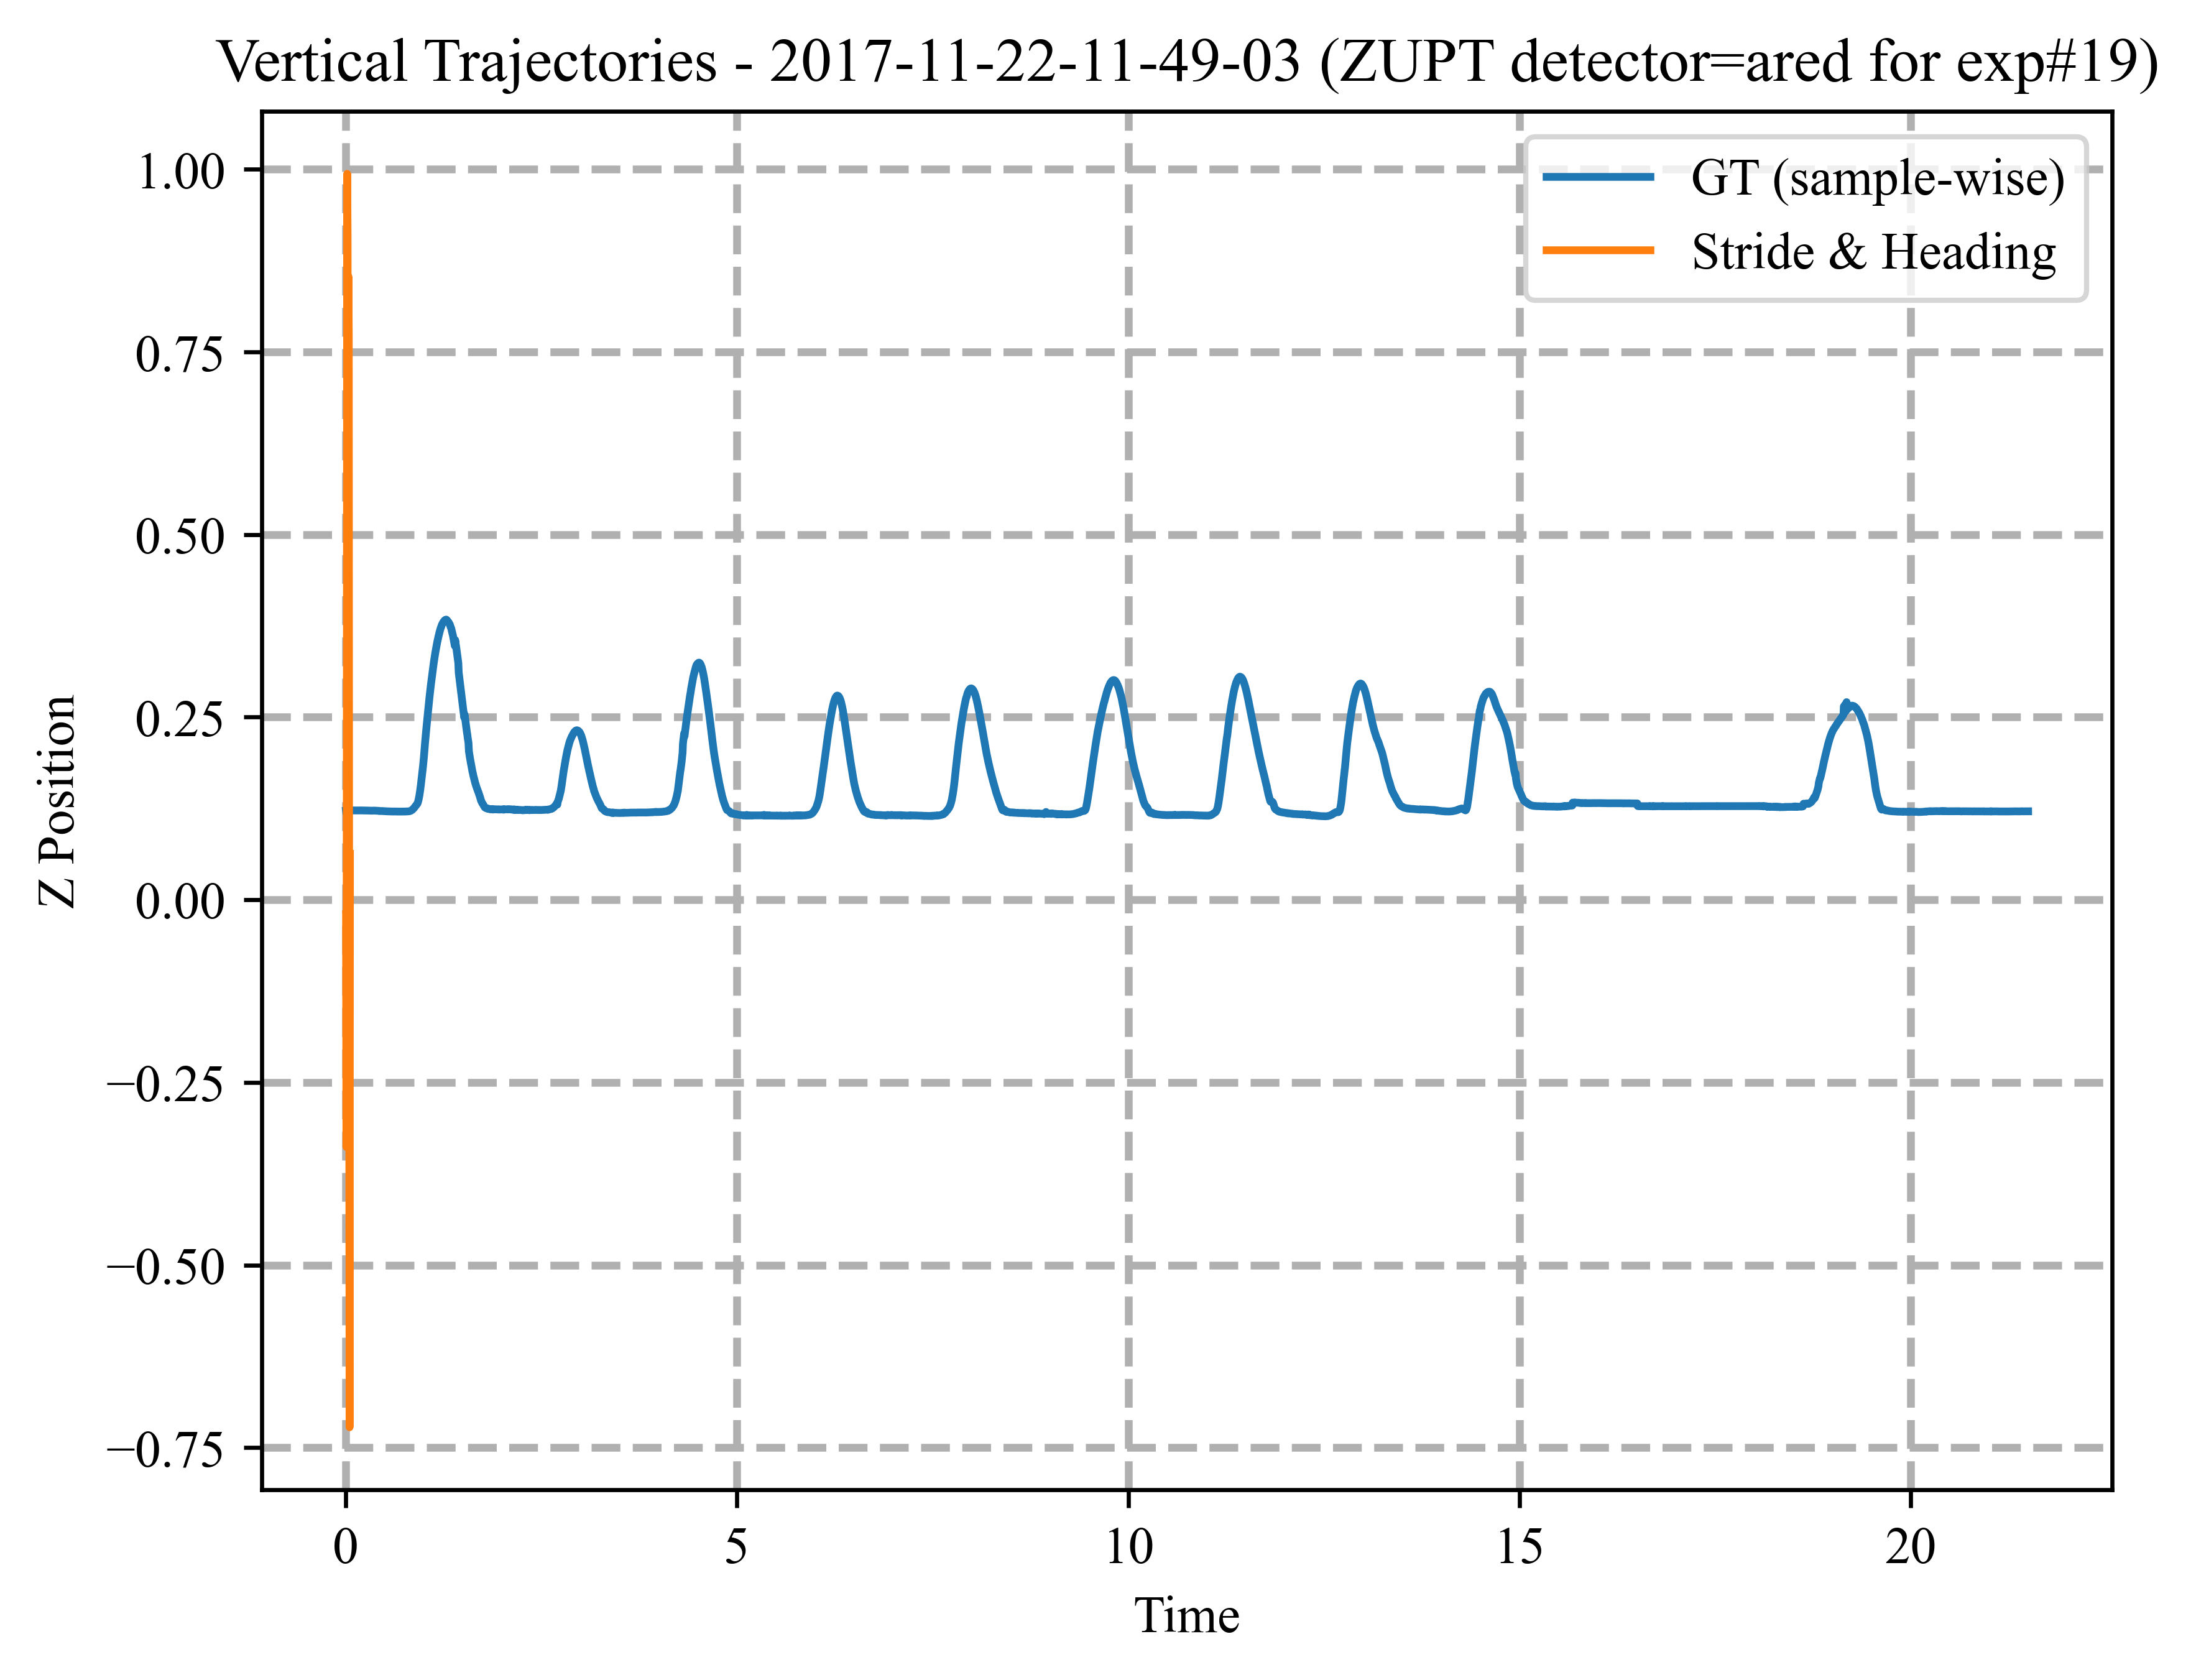 Vertical Trajectories - 2017-11-22-11-49-03 (ZUPT detector=ared for exp#19)
GT (sample-wise)
Stride & Heading
Z Position
1.00
0.75
0.50
0.25
0.00
−0.25
−0.50
−0.75
0 5 10 15 20
Time